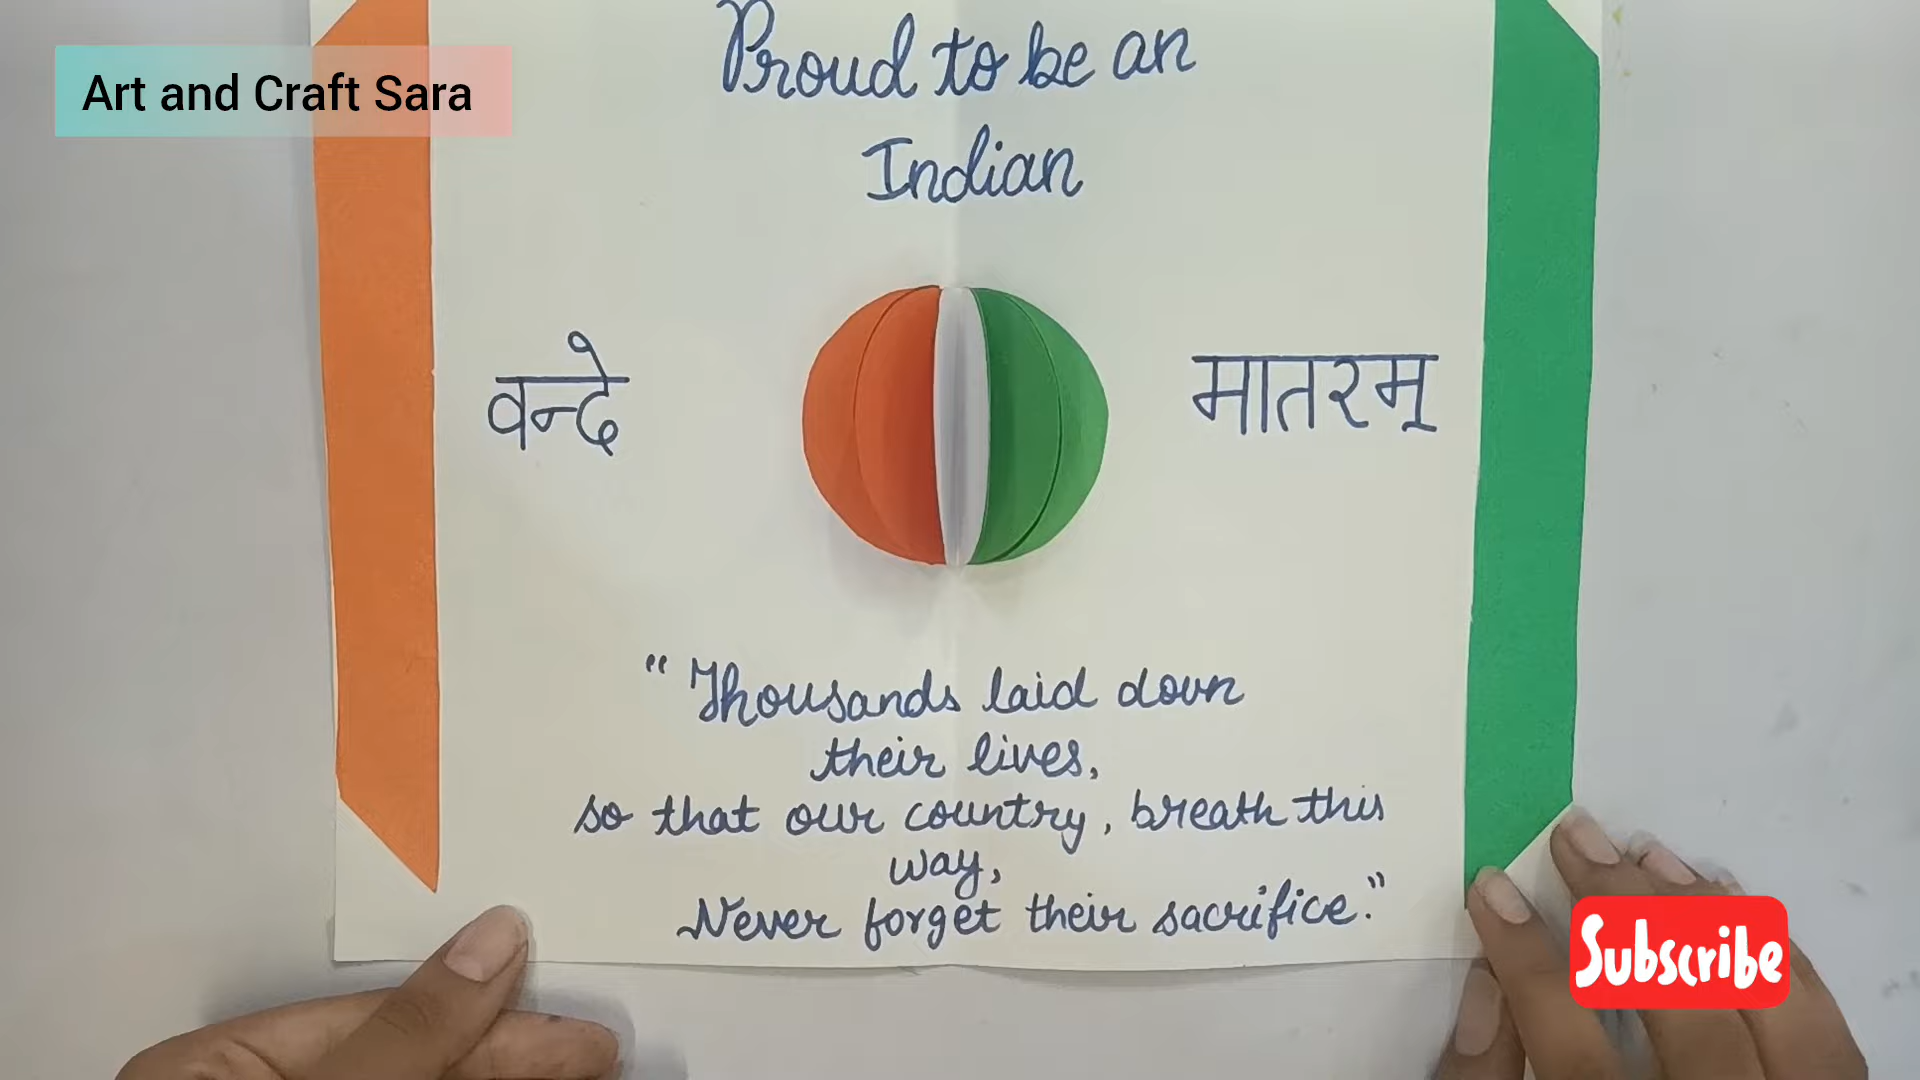 Art and Craft Sara
Proud to be an
Indian
वन्दे मातरम्
"Thousands laid down
their lives,
so that our country, breath this
way,
Never forget their sacrifice."
Subscribe